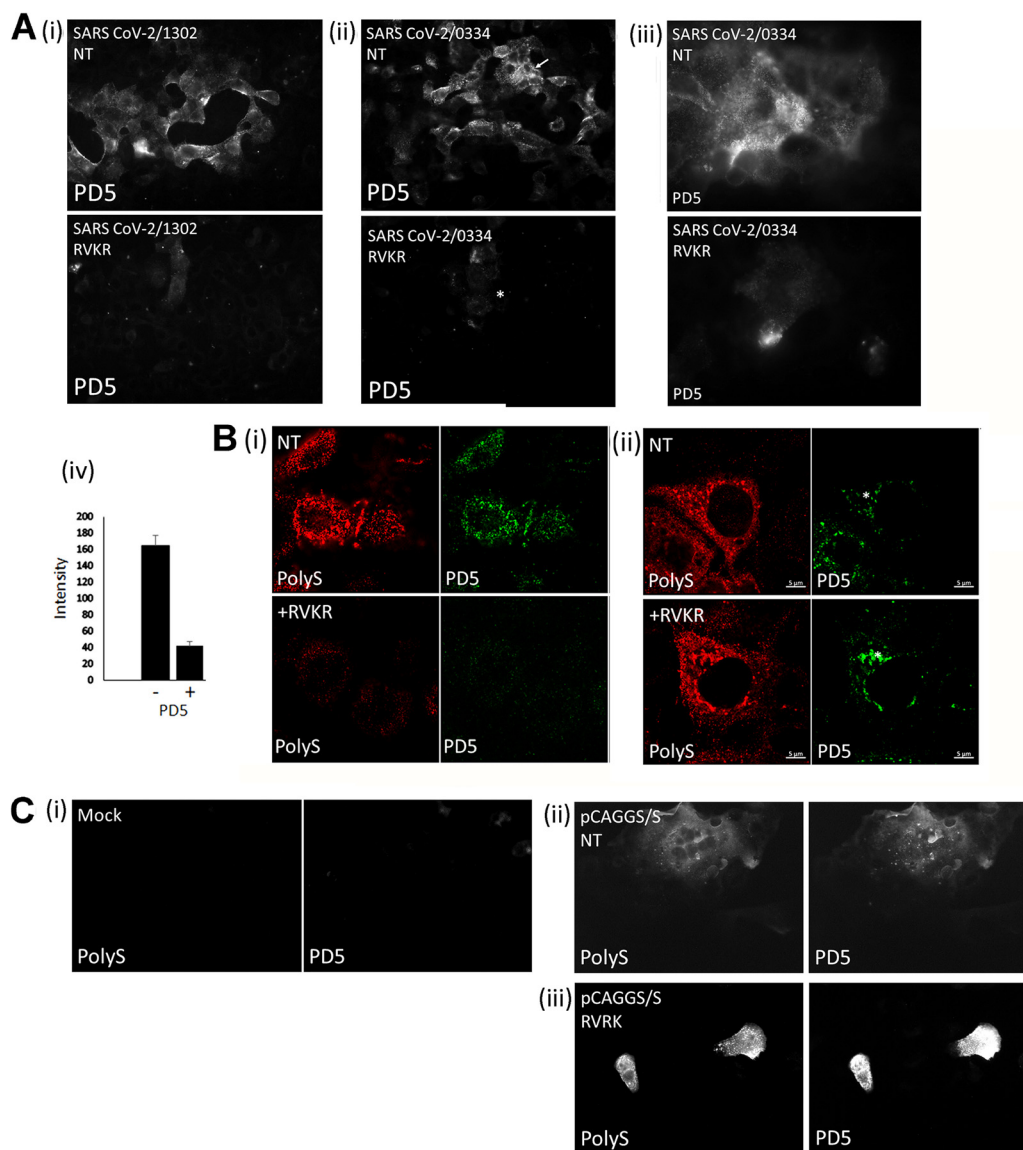 A (i)
SARS CoV-2/1302
NT
PD5
(ii)
SARS CoV-2/0334
NT
PD5
(iii)
SARS CoV-2/0334
NT
PD5
SARS CoV-2/1302
RVKR
PD5
SARS CoV-2/0334
RVKR
*
PD5
SARS CoV-2/0334
RVKR
PD5
(iv)
200
180
160
140
120
100
80
60
40
20
0
Intensity
- +
PD5
B (i)
NT
PolyS
PD5
+RVKR
PolyS
PD5
(ii)
NT
PolyS
5 µm
*
PD5
5 µm
+RVKR
PolyS
5 µm
*
PD5
5 µm
C (i)
Mock
PolyS
PD5
(ii)
pCAGGS/S
NT
PolyS
PD5
(iii)
pCAGGS/S
RVRK
PolyS
PD5